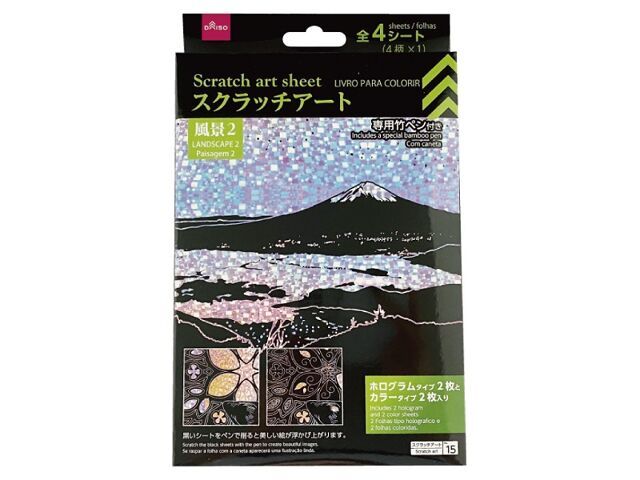 DAISO
sheets / folhas
全4シート
(4柄×1)
Scratch art sheet
LIVRO PARA COLORIR
スクラッチアート
風景2
LANDSCAPE 2
Paisagem 2
専用竹ペン付き
Includes a special bamboo pen
Com caneta
ホログラムタイプ2枚と
カラータイプ2枚入り
Includes 2 hologram
and 2 color sheets
2 Folhas tipo holografico e
2 folhas coloridas.
黒いシートをペンで削ると美しい絵が浮かび上がります。
Scratch the black sheets with the pen to create beautiful images.
Se raspar a folha com a caneta aparecerá uma ilustração linda.
スクラッチアート
Scratch art
No.
15